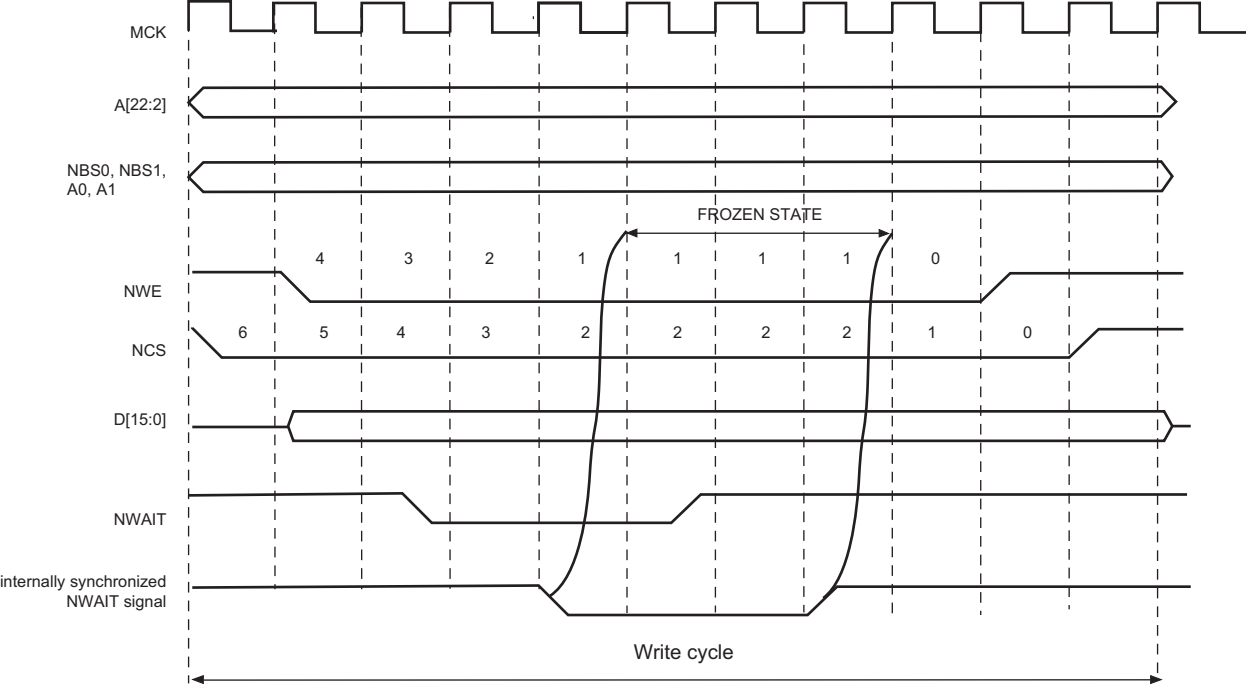 MCK
A[22:2]
NBS0, NBS1,
A0, A1
FROZEN STATE
4 3 2 1 1 1 1 0
NWE
6 5 4 3 2 2 2 2 1 0
NCS
D[15:0]
NWAIT
internally synchronized
NWAIT signal
Write cycle